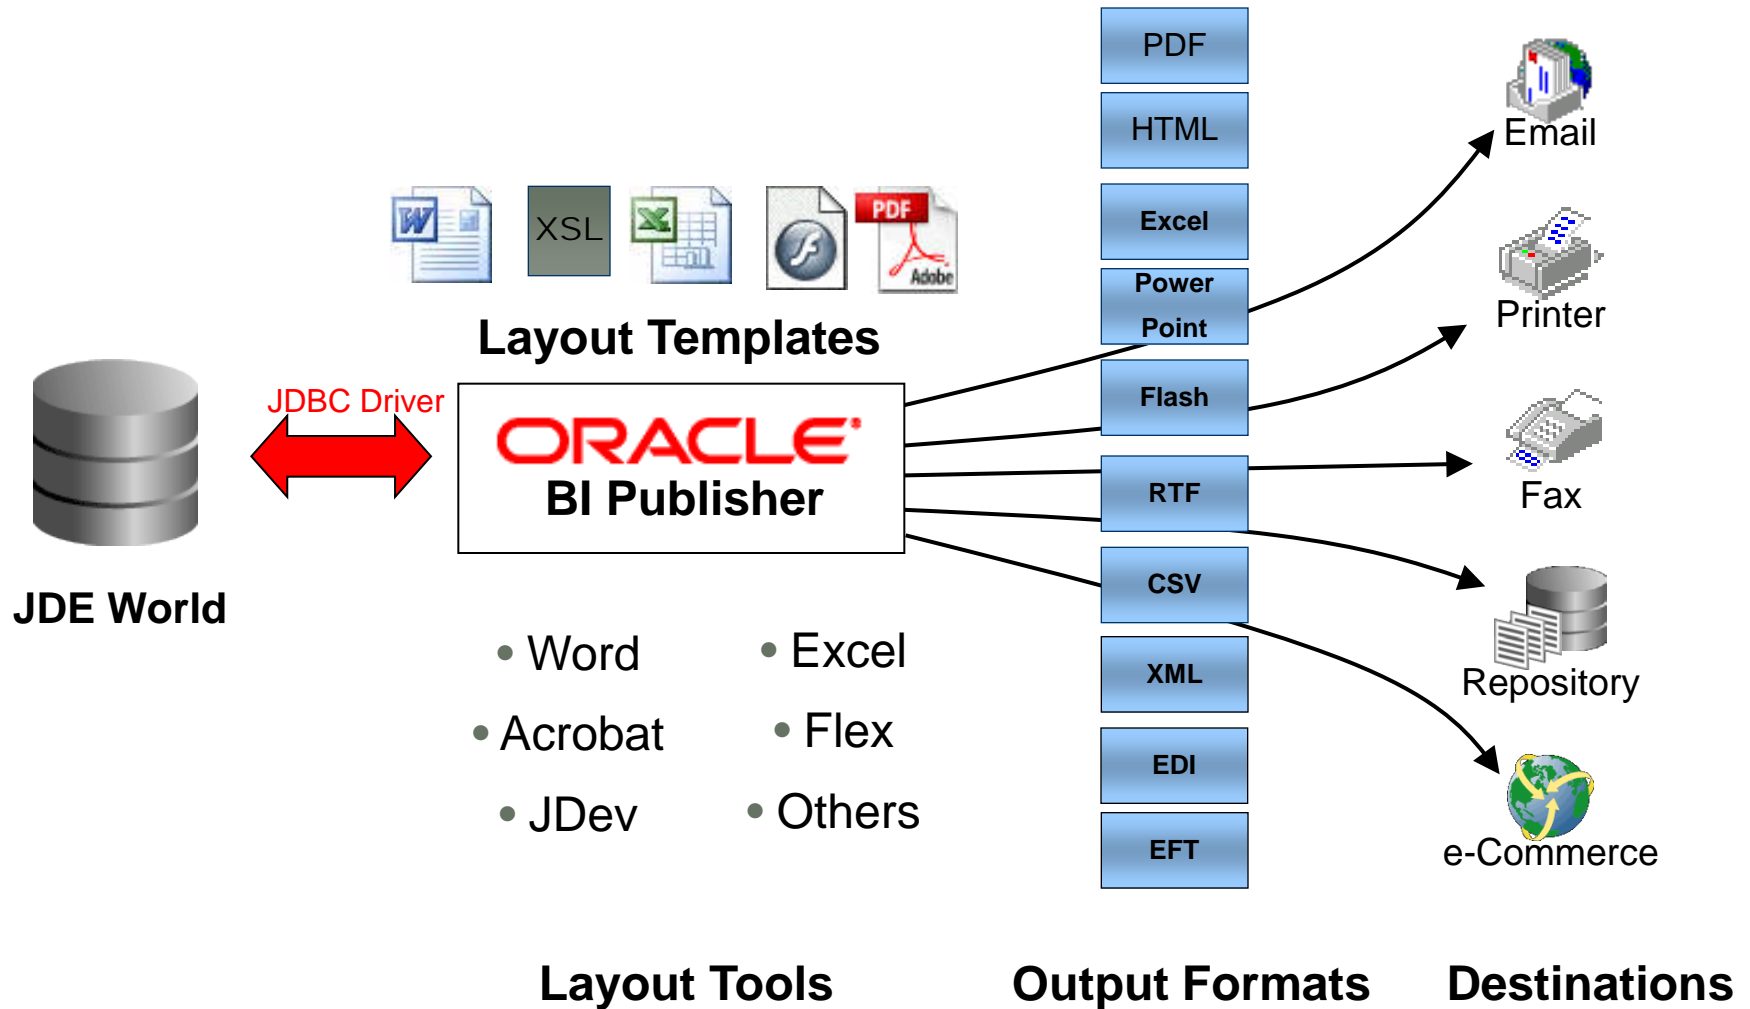 PDF
HTML
Excel
Power
Point
Flash
RTF
CSV
XML
EDI
EFT
Email
Printer
Fax
Repository
e-Commerce
W
XSL
X
PDF
Adobe
Layout Templates
JDBC Driver
ORACLE
BI Publisher
JDE World
• Word
• Excel
• Acrobat
• Flex
• JDev
• Others
Layout Tools
Output Formats
Destinations